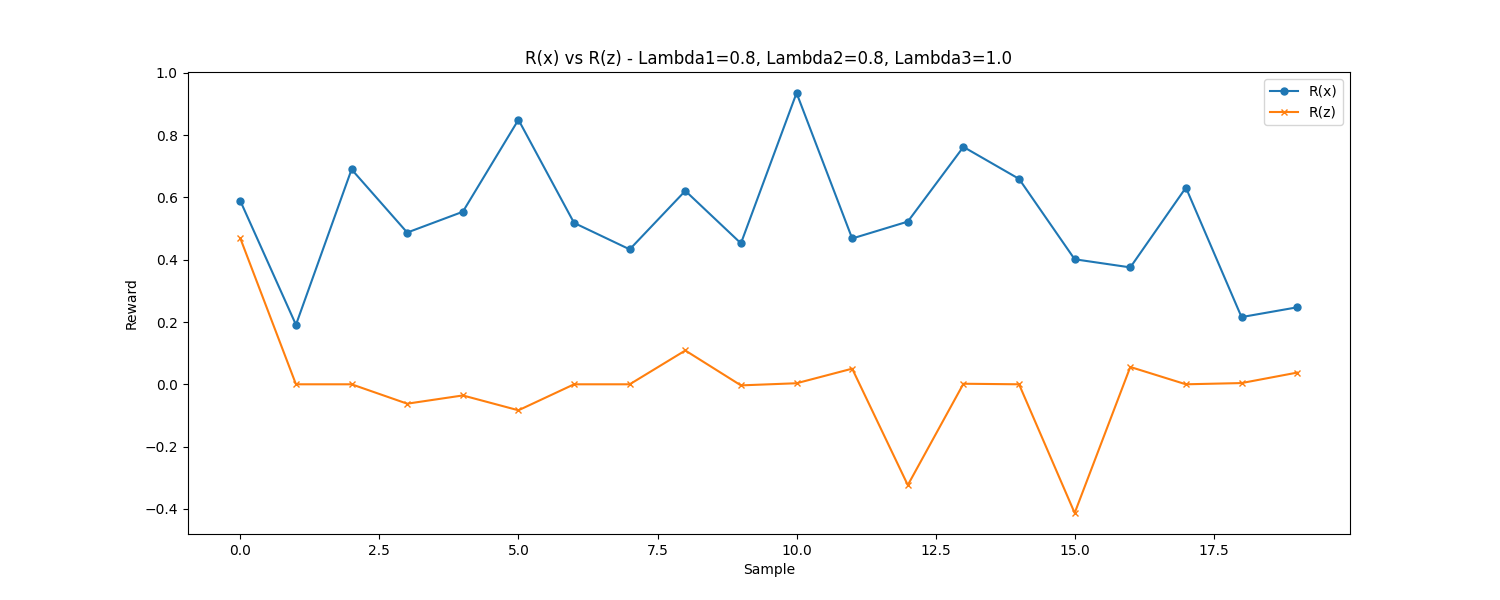 R(x) vs R(z) - Lambda1=0.8, Lambda2=0.8, Lambda3=1.0
R(x)
R(z)
Reward
1.0
0.8
0.6
0.4
0.2
0.0
−0.2
−0.4
0.0 2.5 5.0 7.5 10.0 12.5 15.0 17.5
Sample